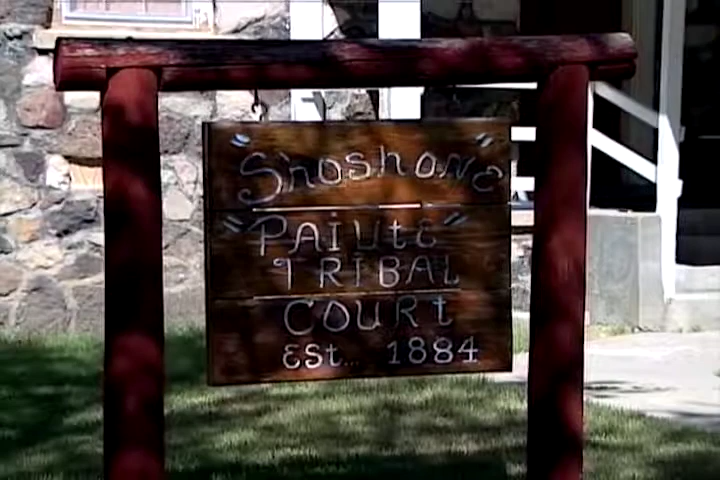 Shoshone
"Paiute"
TRIBAL
COURt
Est... 1884